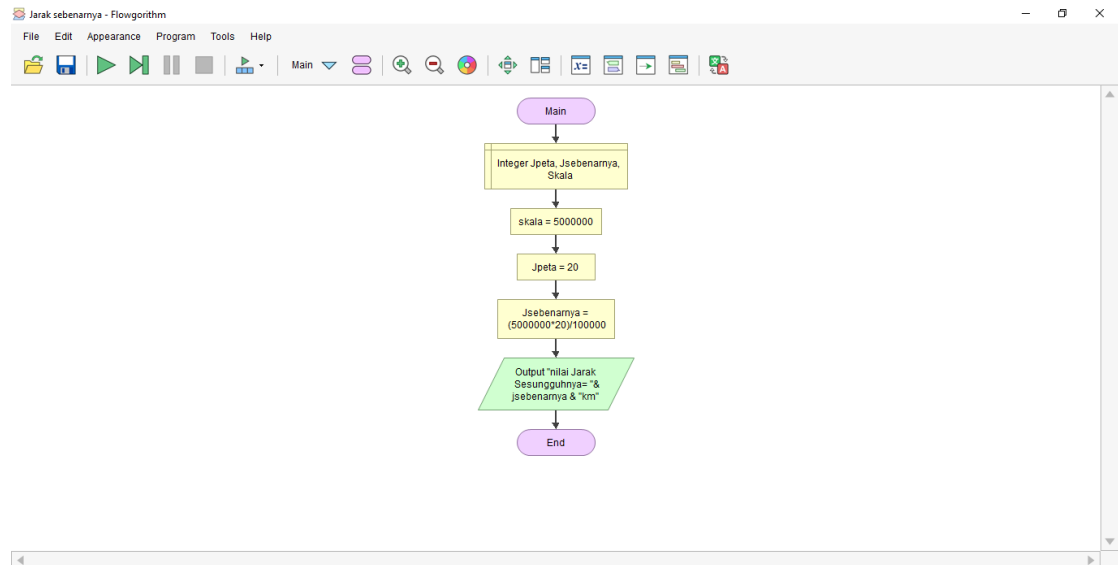 Jarak sebenarnya - Flowgorithm
File Edit Appearance Program Tools Help
Main
x=
Main
Integer Jpeta, Jsebenarnya,
Skala
skala = 5000000
Jpeta = 20
Jsebenarnya =
(5000000*20)/100000
Output "nilai Jarak
Sesungguhnya= "&
jsebenarnya & "km"
End